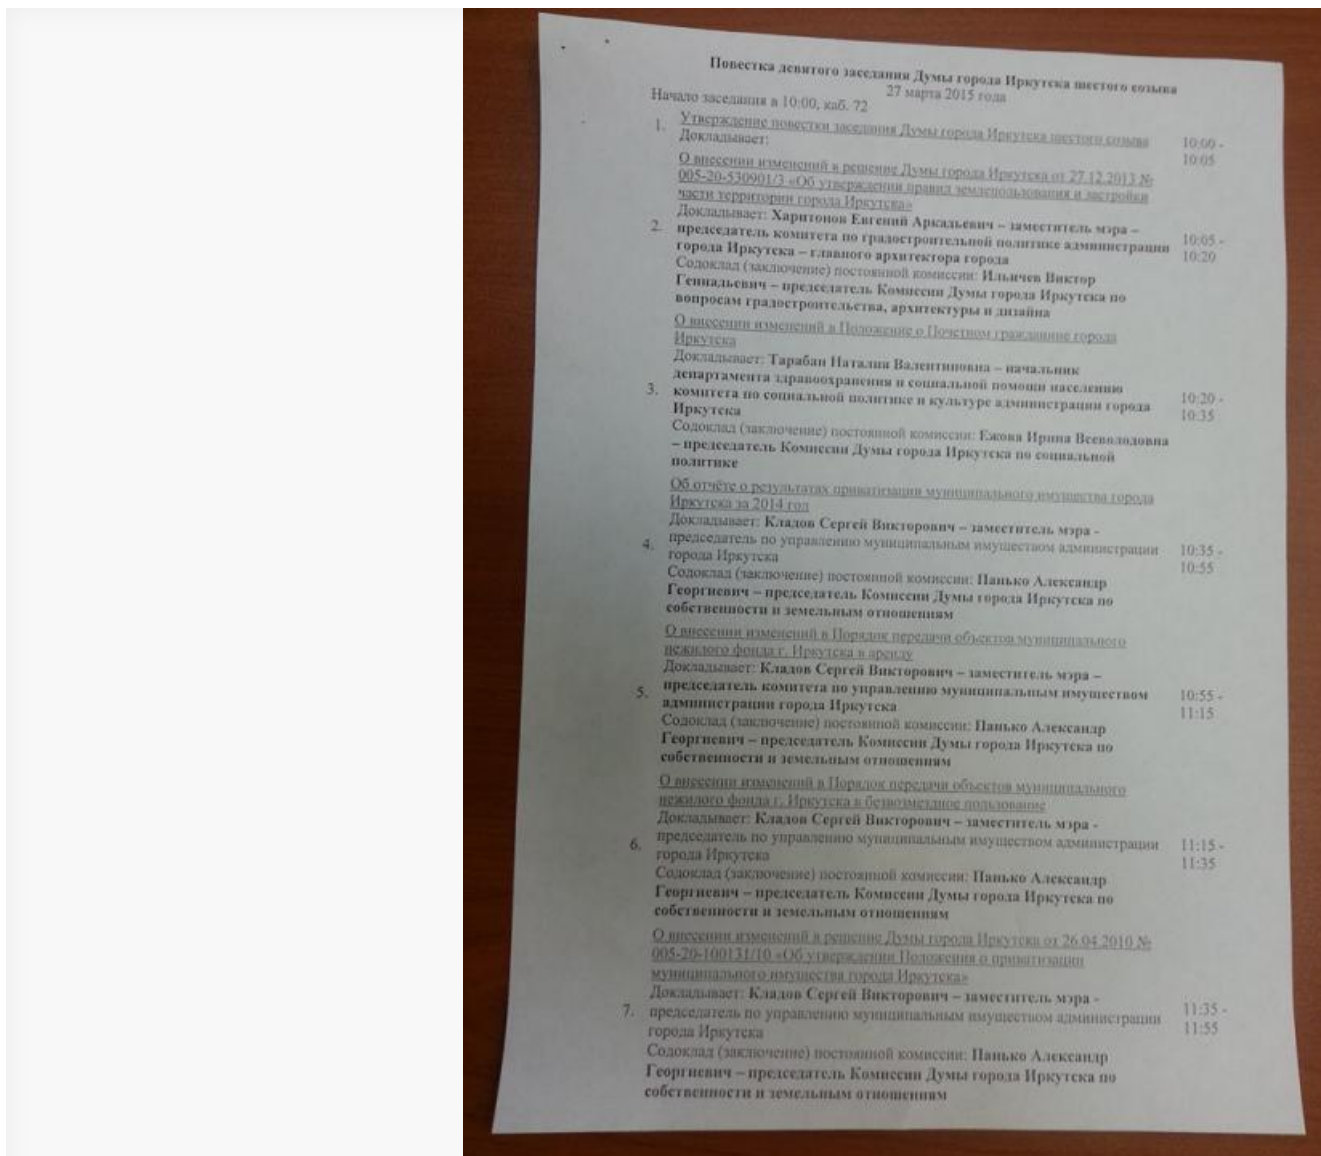 Повестка девятого заседания Думы города Иркутска шестого созыва
27 марта 2015 года
Начало заседания в 10:00, каб. 72
1. Утверждение повестки заседания Думы города Иркутска шестого созыва
Докладывает:
10:00 -
10:05
О внесении изменений в решение Думы города Иркутска от 27.12.2013 №
005-20-530901/3 «Об утверждении правил землепользования и застройки
части территории города Иркутска»
Докладывает: Харитонов Евгений Аркадьевич – заместитель мэра –
2. председатель комитета по градостроительной политике администрации
города Иркутска – главного архитектора города
10:05 -
10:20
Содоклад (заключение) постоянной комиссии: Ильичев Виктор
Геннадьевич – председатель Комиссии Думы города Иркутска по
вопросам градостроительства, архитектуры и дизайна
О внесении изменений в Положение о Почетном гражданине города
Иркутска
Докладывает: Тарабан Наталия Валентиновна – начальник
департамента здравоохранения и социальной помощи населению
3. комитета по социальной политике и культуре администрации города
Иркутска
10:20 -
10:35
Содоклад (заключение) постоянной комиссии: Ежова Ирина Всеволодовна
– председатель Комиссии Думы города Иркутска по социальной
политике
Об отчёте о результатах приватизации муниципального имущества города
Иркутска за 2014 год
Докладывает: Кладов Сергей Викторович – заместитель мэра -
4. председатель по управлению муниципальным имуществом администрации
города Иркутска
10:35 -
10:55
Содоклад (заключение) постоянной комиссии: Панько Александр
Георгиевич – председатель Комиссии Думы города Иркутска по
собственности и земельным отношениям
О внесении изменений в Порядок передачи объектов муниципального
нежилого фонда г. Иркутска в аренду
Докладывает: Кладов Сергей Викторович – заместитель мэра –
5. председатель комитета по управлению муниципальным имуществом
администрации города Иркутска
10:55 -
11:15
Содоклад (заключение) постоянной комиссии: Панько Александр
Георгиевич – председатель Комиссии Думы города Иркутска по
собственности и земельным отношениям
О внесении изменений в Порядок передачи объектов муниципального
нежилого фонда г. Иркутска в безвозмездное пользование
Докладывает: Кладов Сергей Викторович – заместитель мэра -
6. председатель по управлению муниципальным имуществом администрации
города Иркутска
11:15 -
11:35
Содоклад (заключение) постоянной комиссии: Панько Александр
Георгиевич – председатель Комиссии Думы города Иркутска по
собственности и земельным отношениям
О внесении изменений в решение Думы города Иркутска от 26.04.2010 №
005-20-100131/10 «Об утверждении Положения о приватизации
муниципального имущества города Иркутска»
Докладывает: Кладов Сергей Викторович – заместитель мэра -
7. председатель по управлению муниципальным имуществом администрации
города Иркутска
11:35 -
11:55
Содоклад (заключение) постоянной комиссии: Панько Александр
Георгиевич – председатель Комиссии Думы города Иркутска по
собственности и земельным отношениям